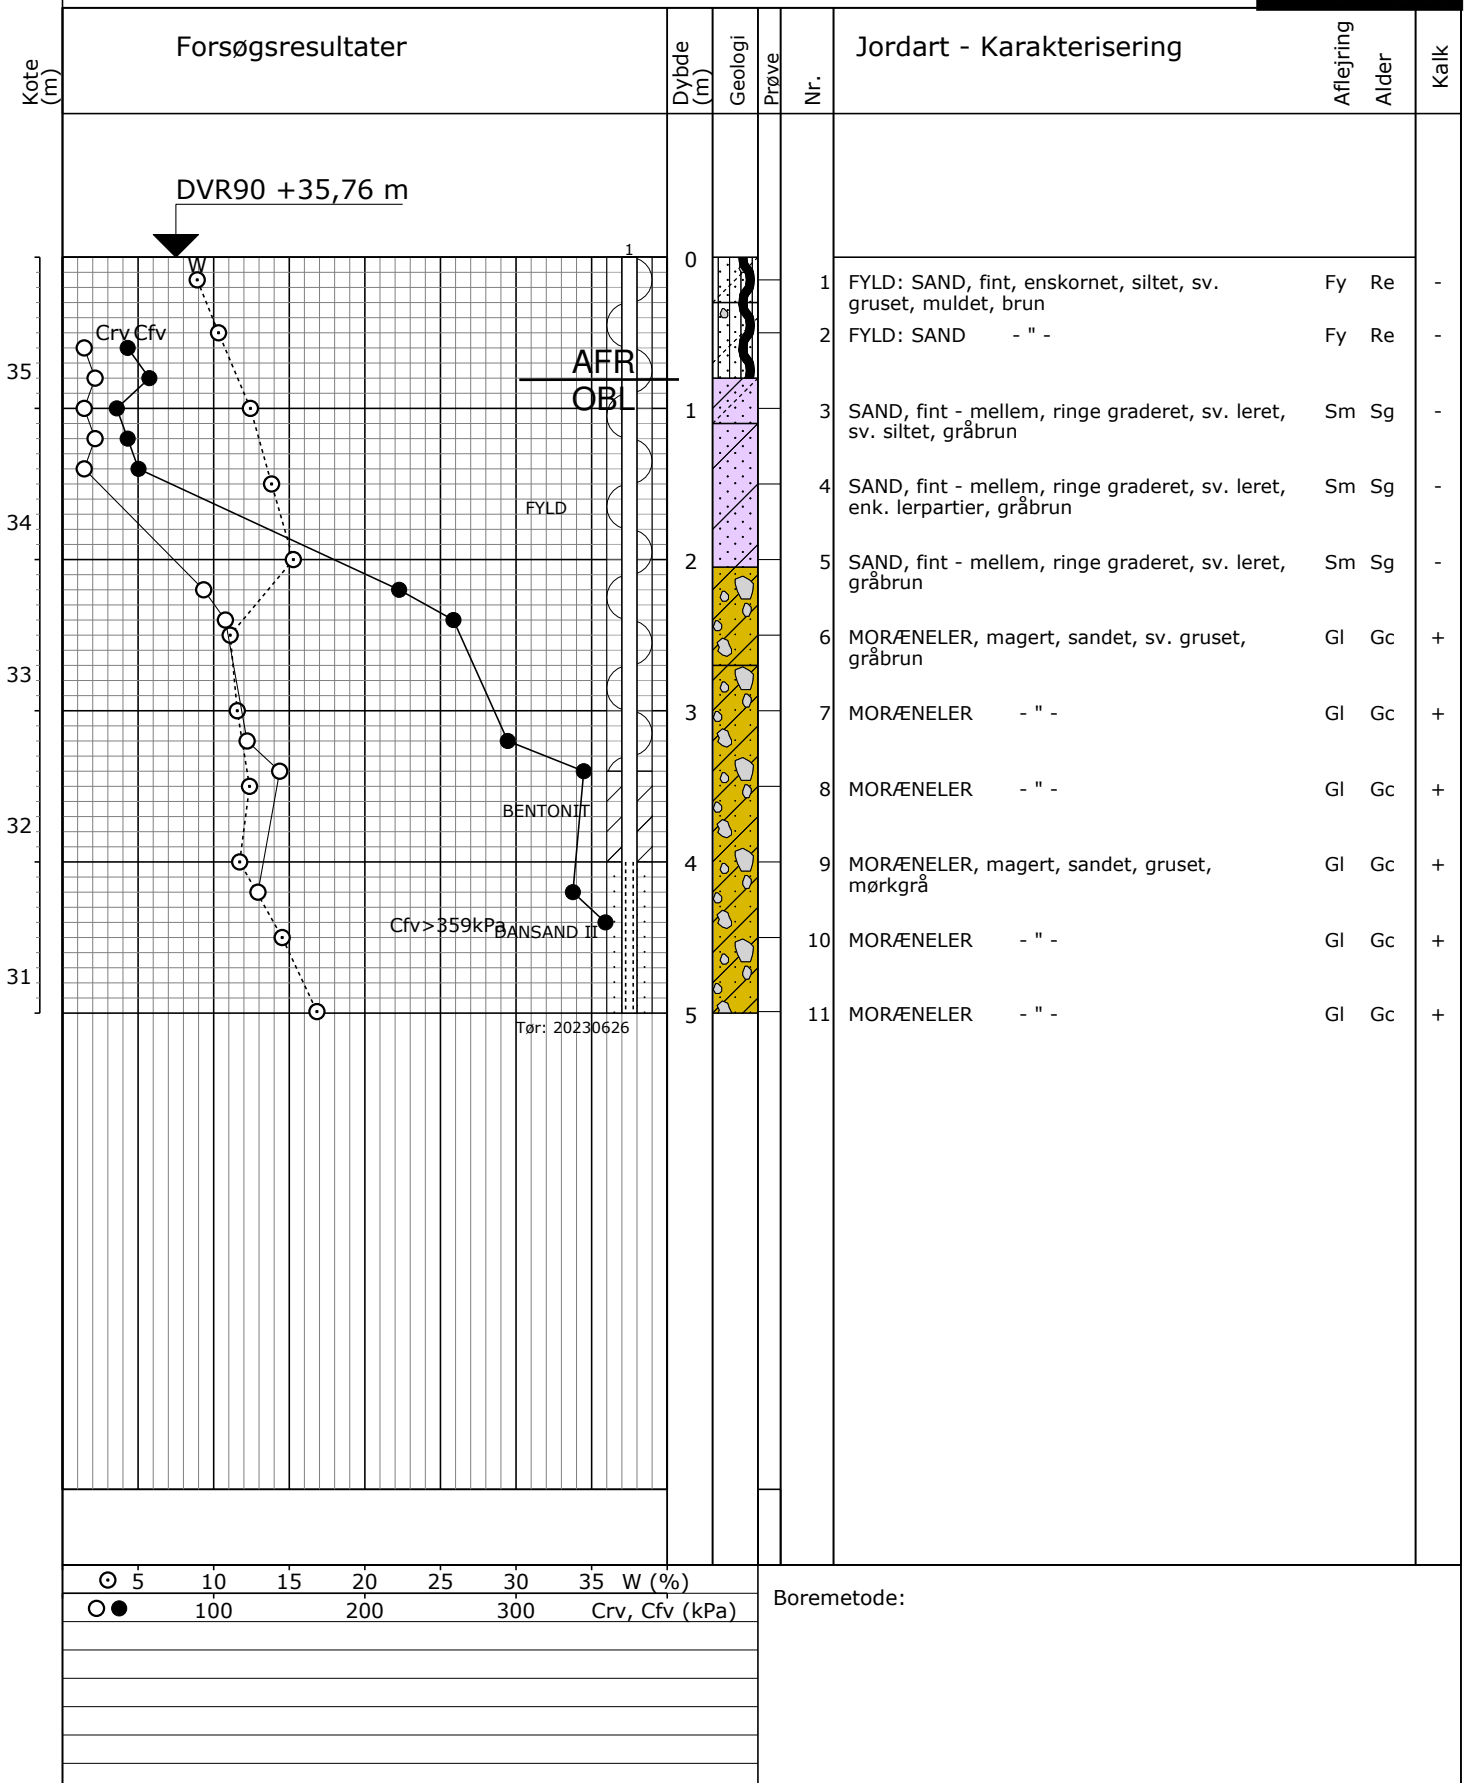 Kote (m)
Forsøgsresultater
Dybde (m)
Geologi
Prøve
Nr.
Jordart - Karakterisering
Aflejring
Alder
Kalk
DVR90 +35,76 m
1
W
Crv Cfv
AFR
OBL
FYLD
BENTONIT
Cfv>359kPa
DANSAND II
Tør: 20230626
35
34
33
32
31
0
1
2
3
4
5
1 FYLD: SAND, fint, enskornet, siltet, sv. Fy Re -
gruset, muldet, brun
2 FYLD: SAND - " - Fy Re -
3 SAND, fint - mellem, ringe graderet, sv. leret, Sm Sg -
sv. siltet, gråbrun
4 SAND, fint - mellem, ringe graderet, sv. leret, Sm Sg -
enk. lerpartier, gråbrun
5 SAND, fint - mellem, ringe graderet, sv. leret, Sm Sg -
gråbrun
6 MORÆNELER, magert, sandet, sv. gruset, Gl Gc +
gråbrun
7 MORÆNELER - " - Gl Gc +
8 MORÆNELER - " - Gl Gc +
9 MORÆNELER, magert, sandet, gruset, Gl Gc +
mørkgrå
10 MORÆNELER - " - Gl Gc +
11 MORÆNELER - " - Gl Gc +
5 10 15 20 25 30 35 W (%)
100 200 300 Crv, Cfv (kPa)
Boremetode: